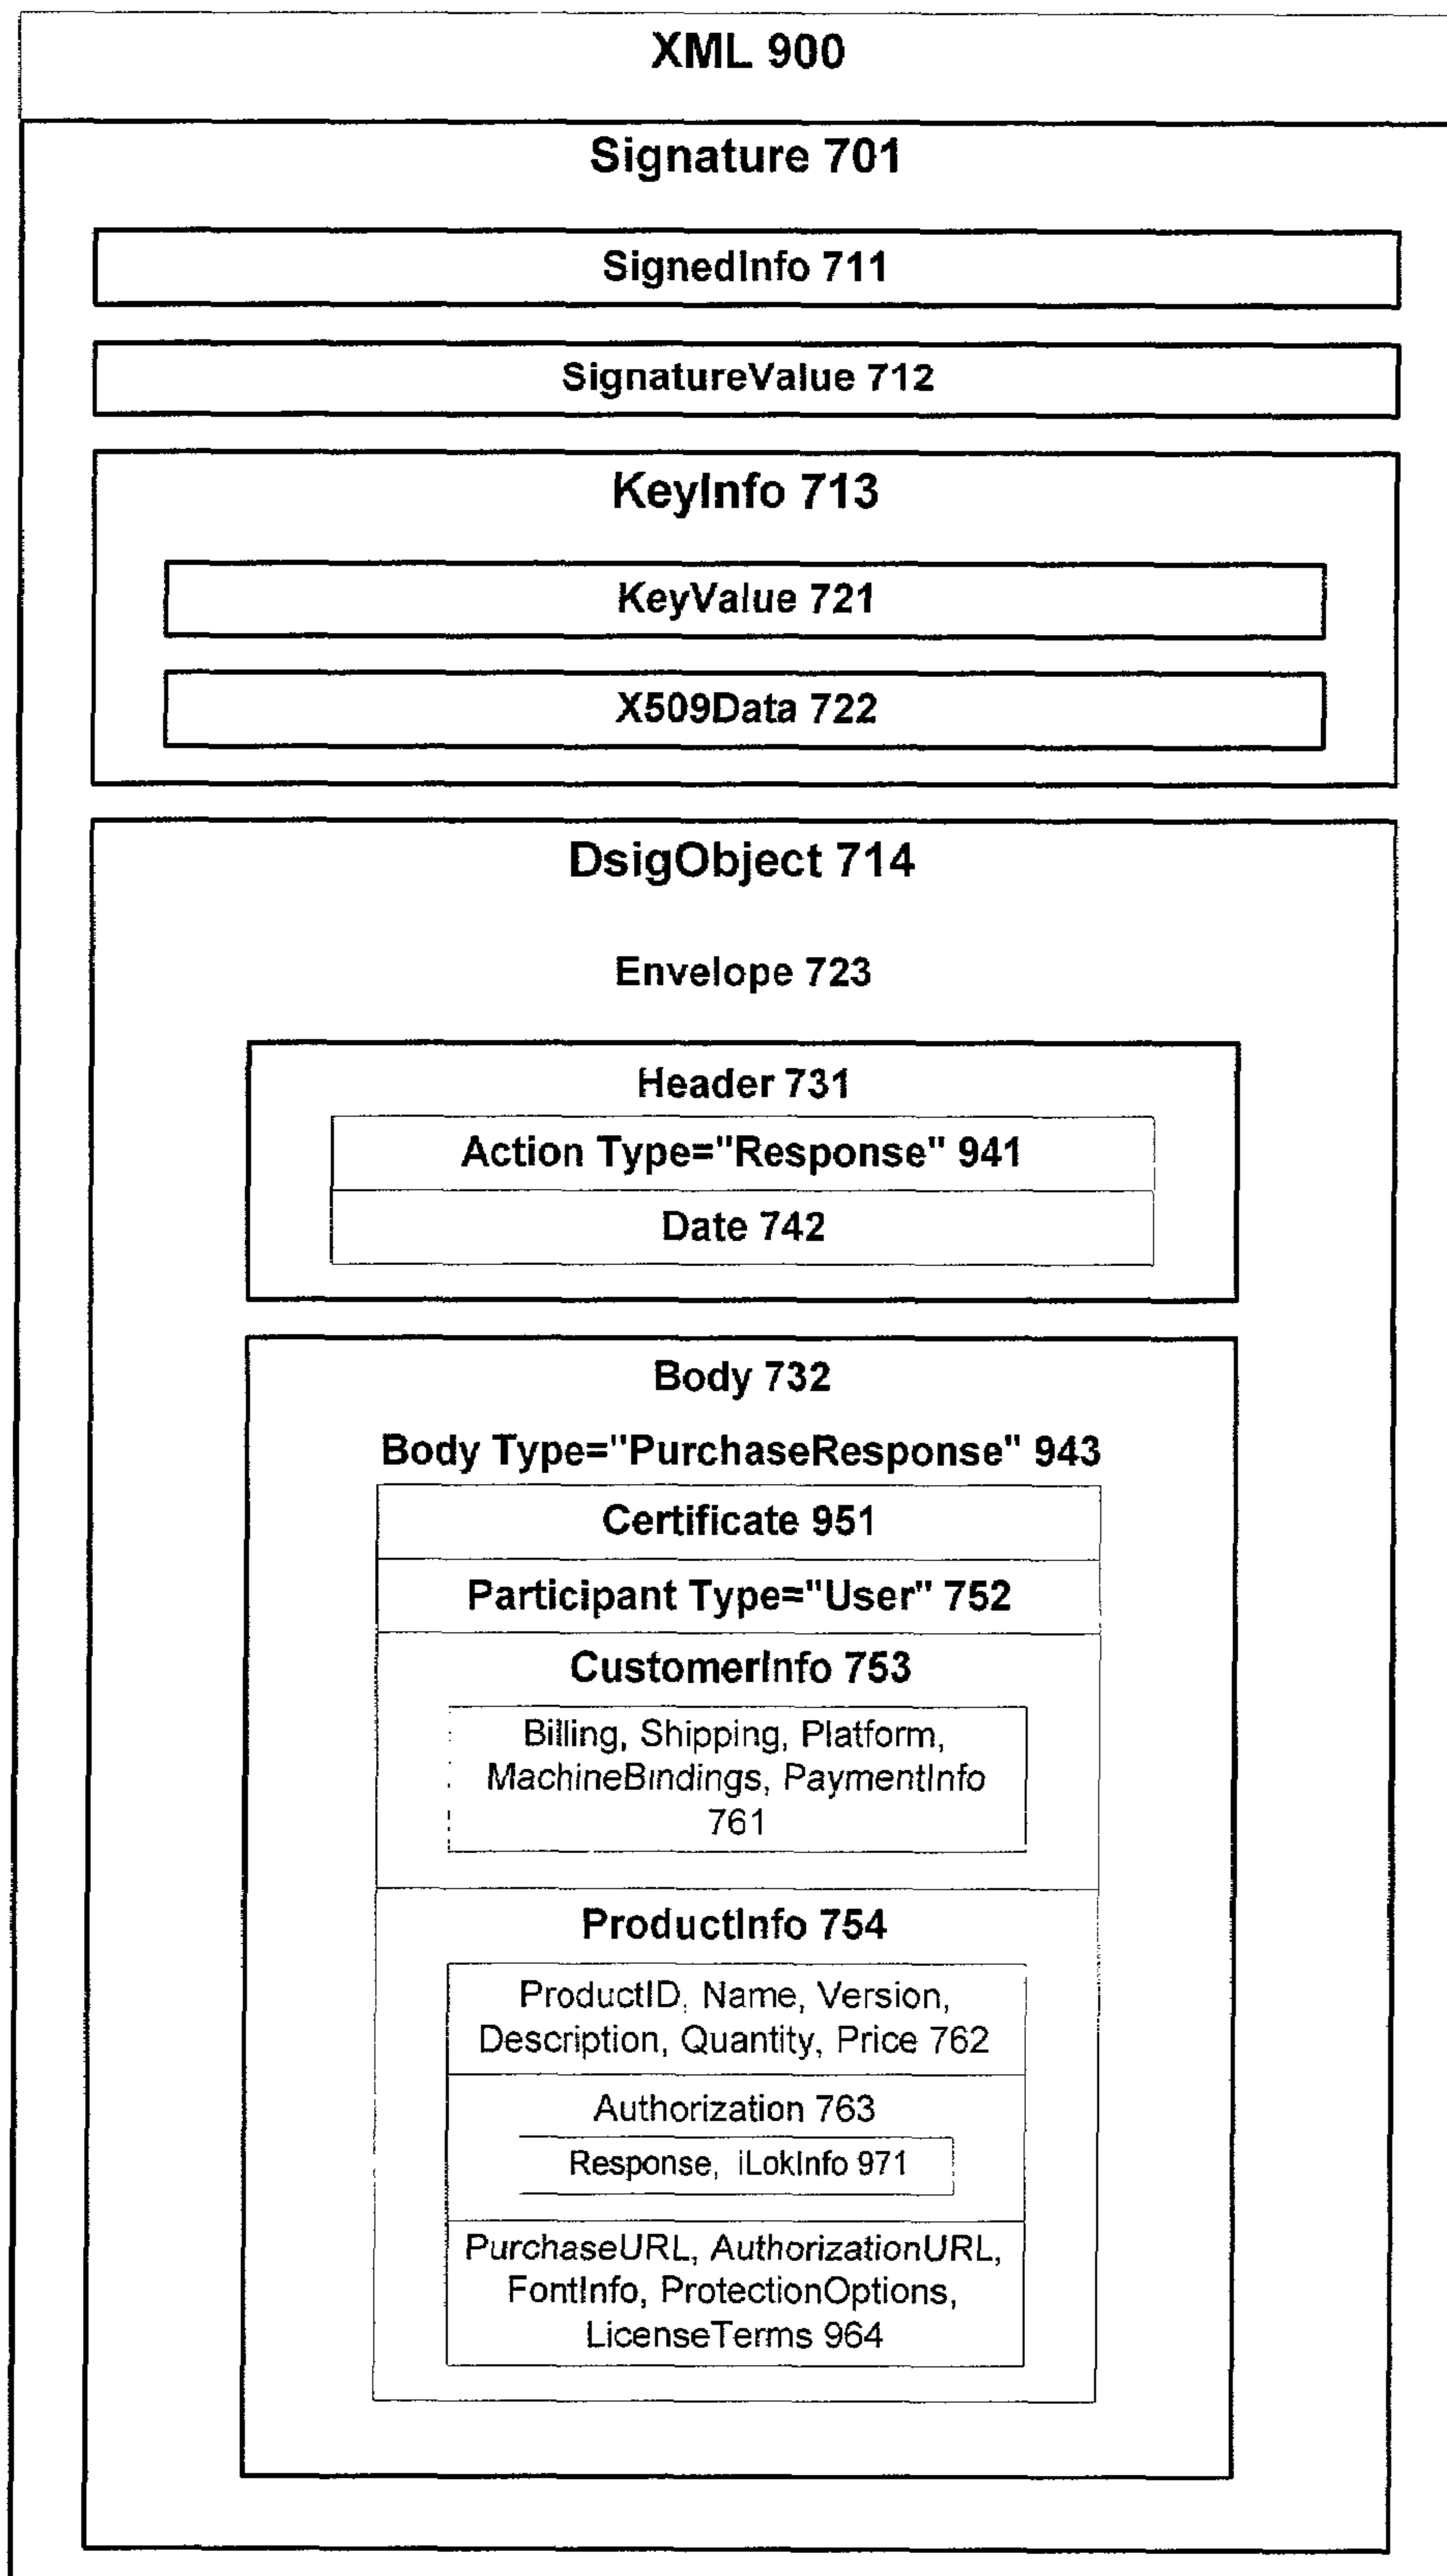 XML 900
Signature 701
SignedInfo 711
SignatureValue 712
KeyInfo 713
KeyValue 721
X509Data 722
DsigObject 714
Envelope 723
Header 731
Action Type="Response" 941
Date 742
Body 732
Body Type="PurchaseResponse" 943
Certificate 951
Participant Type="User" 752
CustomerInfo 753
Billing, Shipping, Platform,
MachineBindings, PaymentInfo
761
ProductInfo 754
ProductID, Name, Version,
Description, Quantity, Price 762
Authorization 763
Response, iLokInfo 971
PurchaseURL, AuthorizationURL,
FontInfo, ProtectionOptions,
LicenseTerms 964